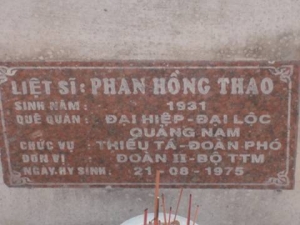 LIỆT SĨ: PHAN HỒNG THAO
SINH NĂM: 1931
QUÊ QUÁN: ĐẠI HIỆP-ĐẠI LỘC
QUẢNG NAM
CHỨC VỤ: THIẾU TÁ-ĐOÀN PHÓ
ĐƠN VỊ: ĐOÀN II-BỘ TTM
NGÀY HY SINH: 21-08-1975